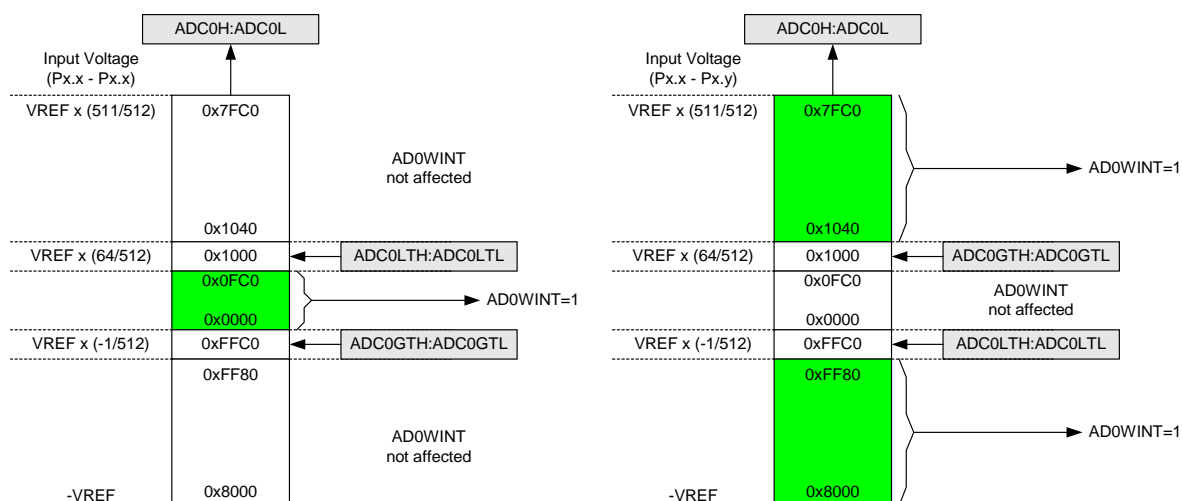 ADC0H:ADC0L
Input Voltage
(Px.x - Px.x)
VREF x (511/512)
0x7FC0
AD0WINT
not affected
0x1040
VREF x (64/512)
0x1000
ADC0LTH:ADC0LTL
0x0FC0
AD0WINT=1
0x0000
VREF x (-1/512)
0xFFC0
ADC0GTH:ADC0GTL
0xFF80
AD0WINT
not affected
-VREF
0x8000
ADC0H:ADC0L
Input Voltage
(Px.x - Px.y)
VREF x (511/512)
0x7FC0
AD0WINT=1
0x1040
VREF x (64/512)
0x1000
ADC0GTH:ADC0GTL
0x0FC0
AD0WINT
not affected
0x0000
VREF x (-1/512)
0xFFC0
ADC0LTH:ADC0LTL
0xFF80
AD0WINT=1
-VREF
0x8000